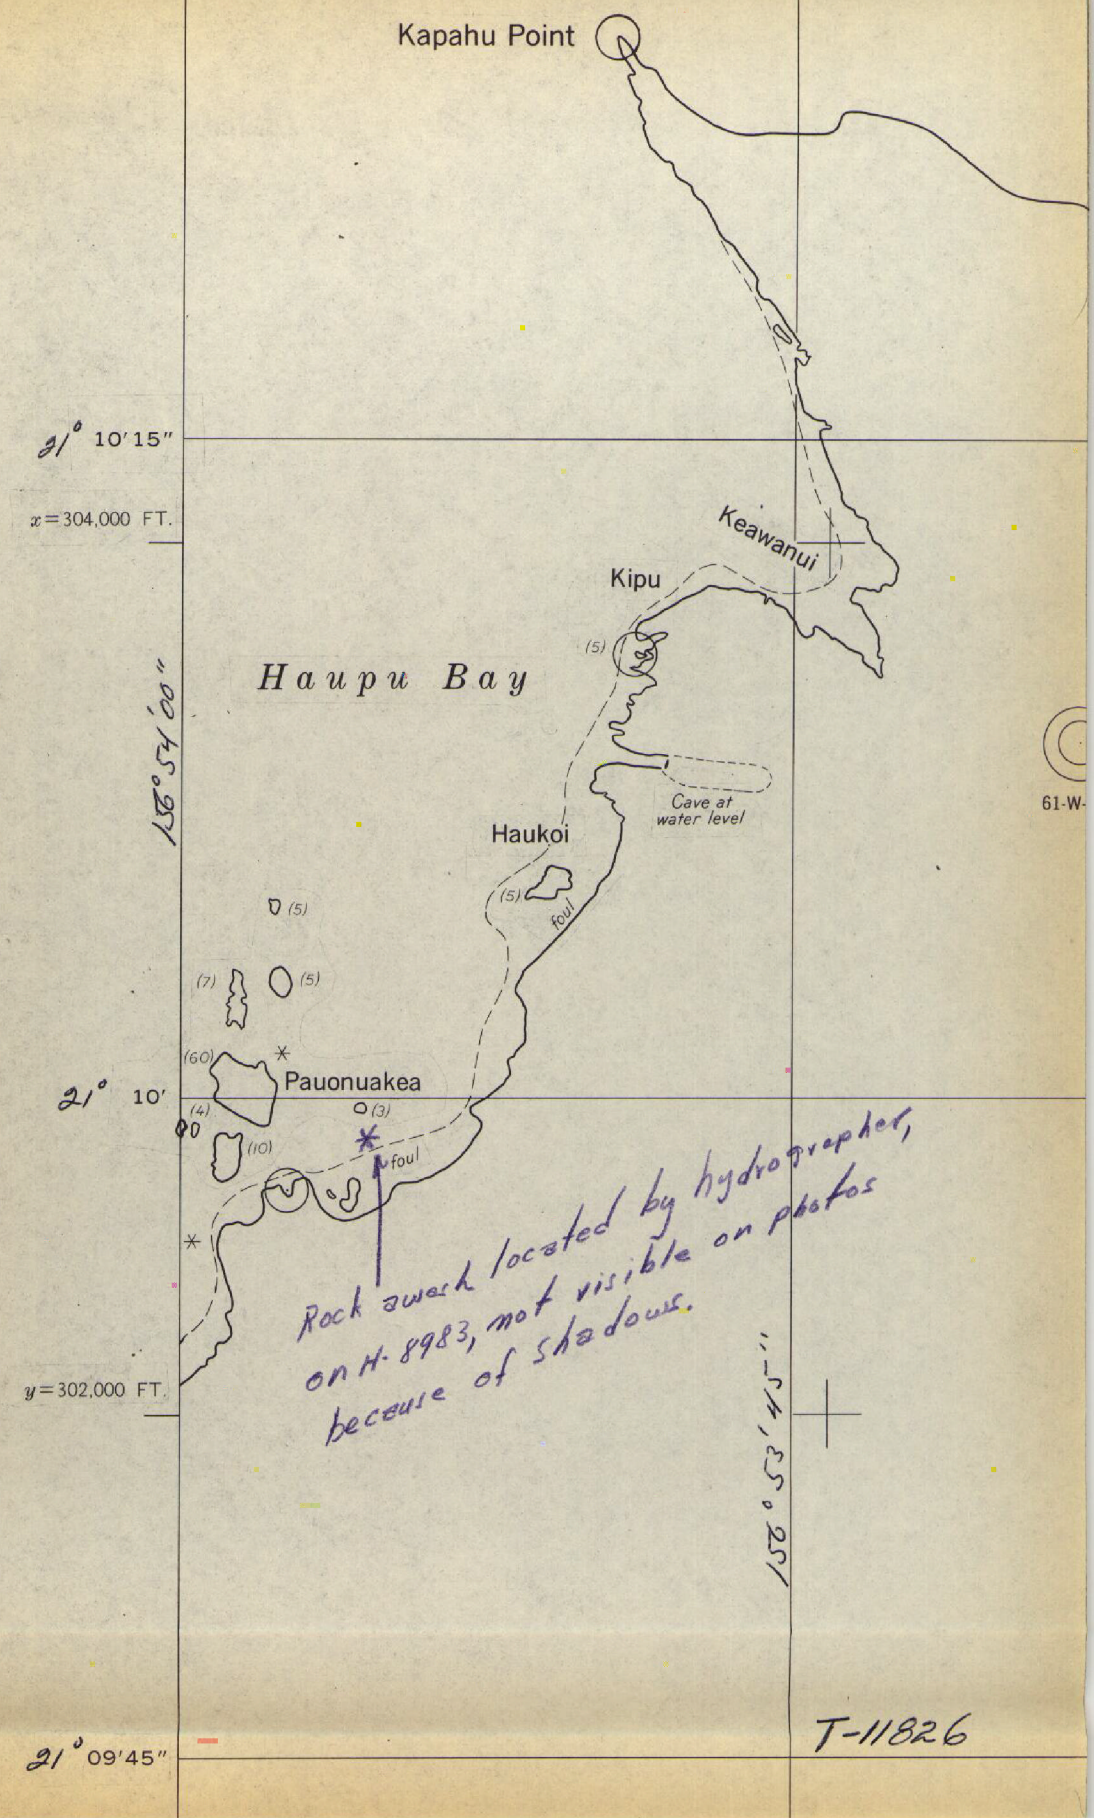 Kapahu Point
21° 10' 15"
x=304,000 FT.
Keawanui
Kipu
(5)
Haupu Bay
156° 54' 00"
61-W-
Cave at
water level
Haukoi
(5)
foul
(5)
(7)
(5)
(60)
Pauonuakea
21° 10'
(4)
(3)
(10)
foul
Rock awash located by hydrographer,
on H-8983, not visible on photos
because of shadows.
y=302,000 FT.
156° 53' 45"
T-11826
21° 09' 45"